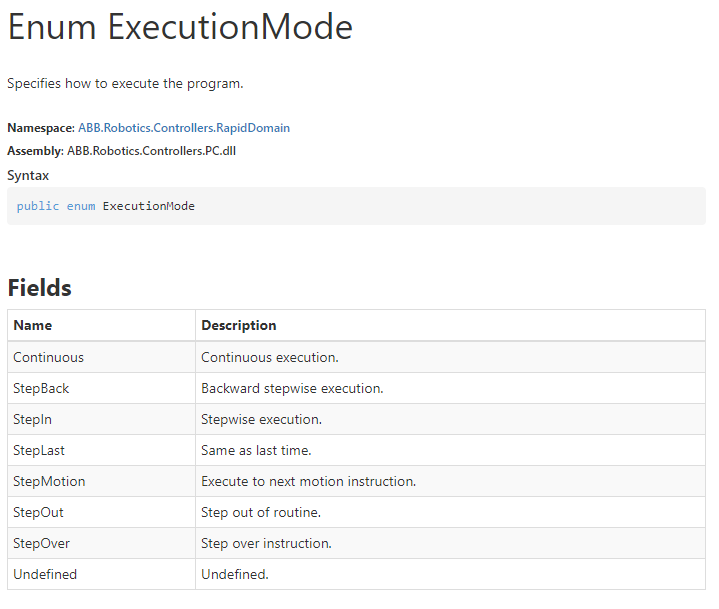 Enum ExecutionMode
Specifies how to execute the program.
Namespace: ABB.Robotics.Controllers.RapidDomain
Assembly: ABB.Robotics.Controllers.PC.dll
Syntax
public enum ExecutionMode
Fields
Name Description
Continuous Continuous execution.
StepBack Backward stepwise execution.
StepIn Stepwise execution.
StepLast Same as last time.
StepMotion Execute to next motion instruction.
StepOut Step out of routine.
StepOver Step over instruction.
Undefined Undefined.